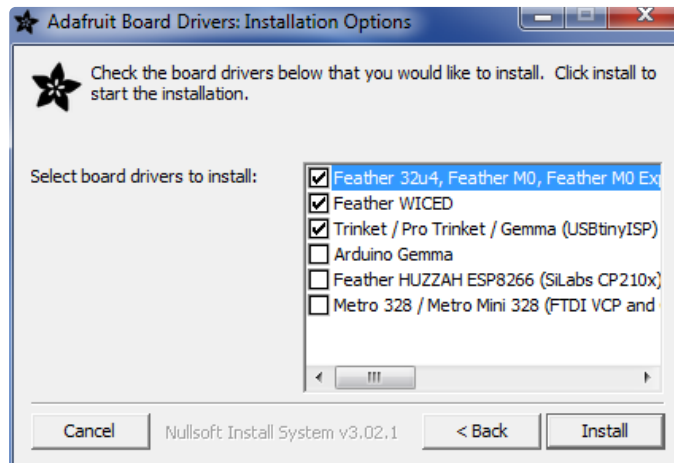 Adafruit Board Drivers: Installation Options
Check the board drivers below that you would like to install. Click install to
start the installation.
Select board drivers to install:
Feather 32u4, Feather M0, Feather M0
Feather WICED
Trinket / Pro Trinket / Gemma (USBtinyISP)
Arduino Gemma
Feather HUZZAH ESP8266 (SiLabs CP210x)
Metro 328 / Metro Mini 328 (FTDI VCP and
Cancel
Nullsoft Install System v3.02.1
< Back
Install